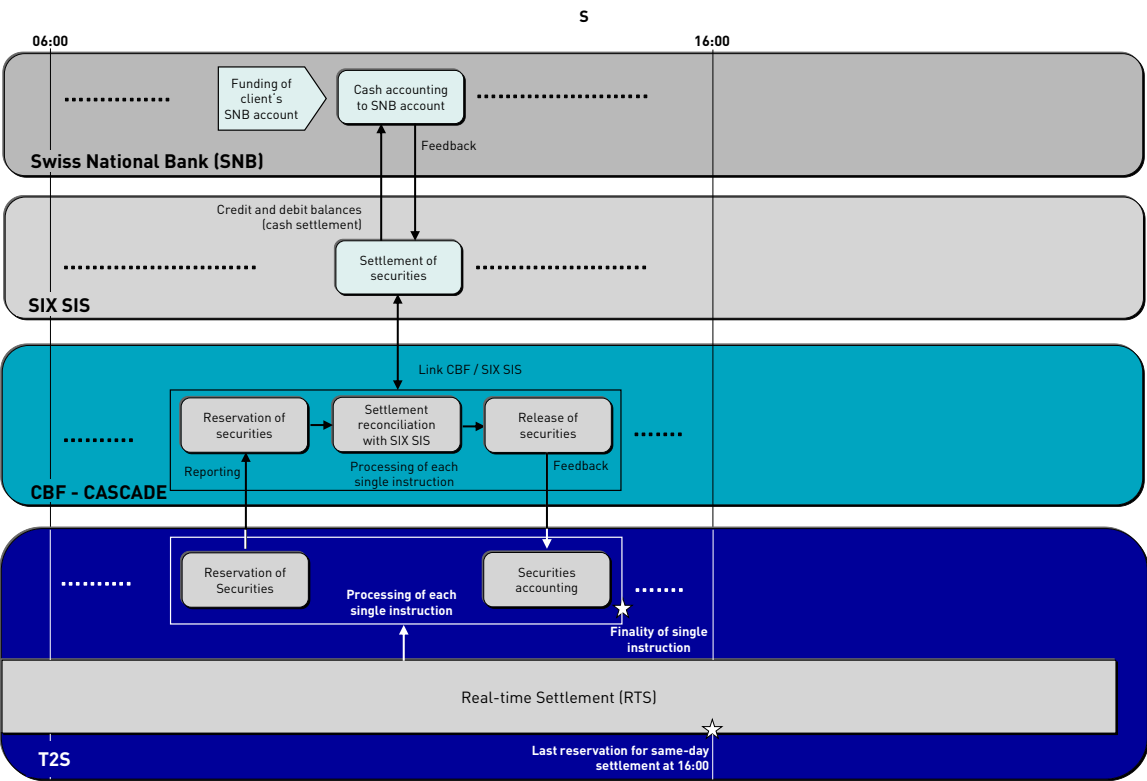 S
06:00
16:00
Funding of
client's
SNB account
Cash accounting
to SNB account
Feedback
Swiss National Bank (SNB)
Credit and debit balances
(cash settlement)
Settlement of
securities
SIX SIS
Link CBF / SIX SIS
Reservation of
securities
Settlement
reconciliation
with SIX SIS
Release of
securities
Reporting
Processing of each
single instruction
Feedback
CBF - CASCADE
Reservation of
Securities
Processing of each
single instruction
Securities
accounting
Finality of single
instruction
Real-time Settlement (RTS)
T2S
Last reservation for same-day
settlement at 16:00